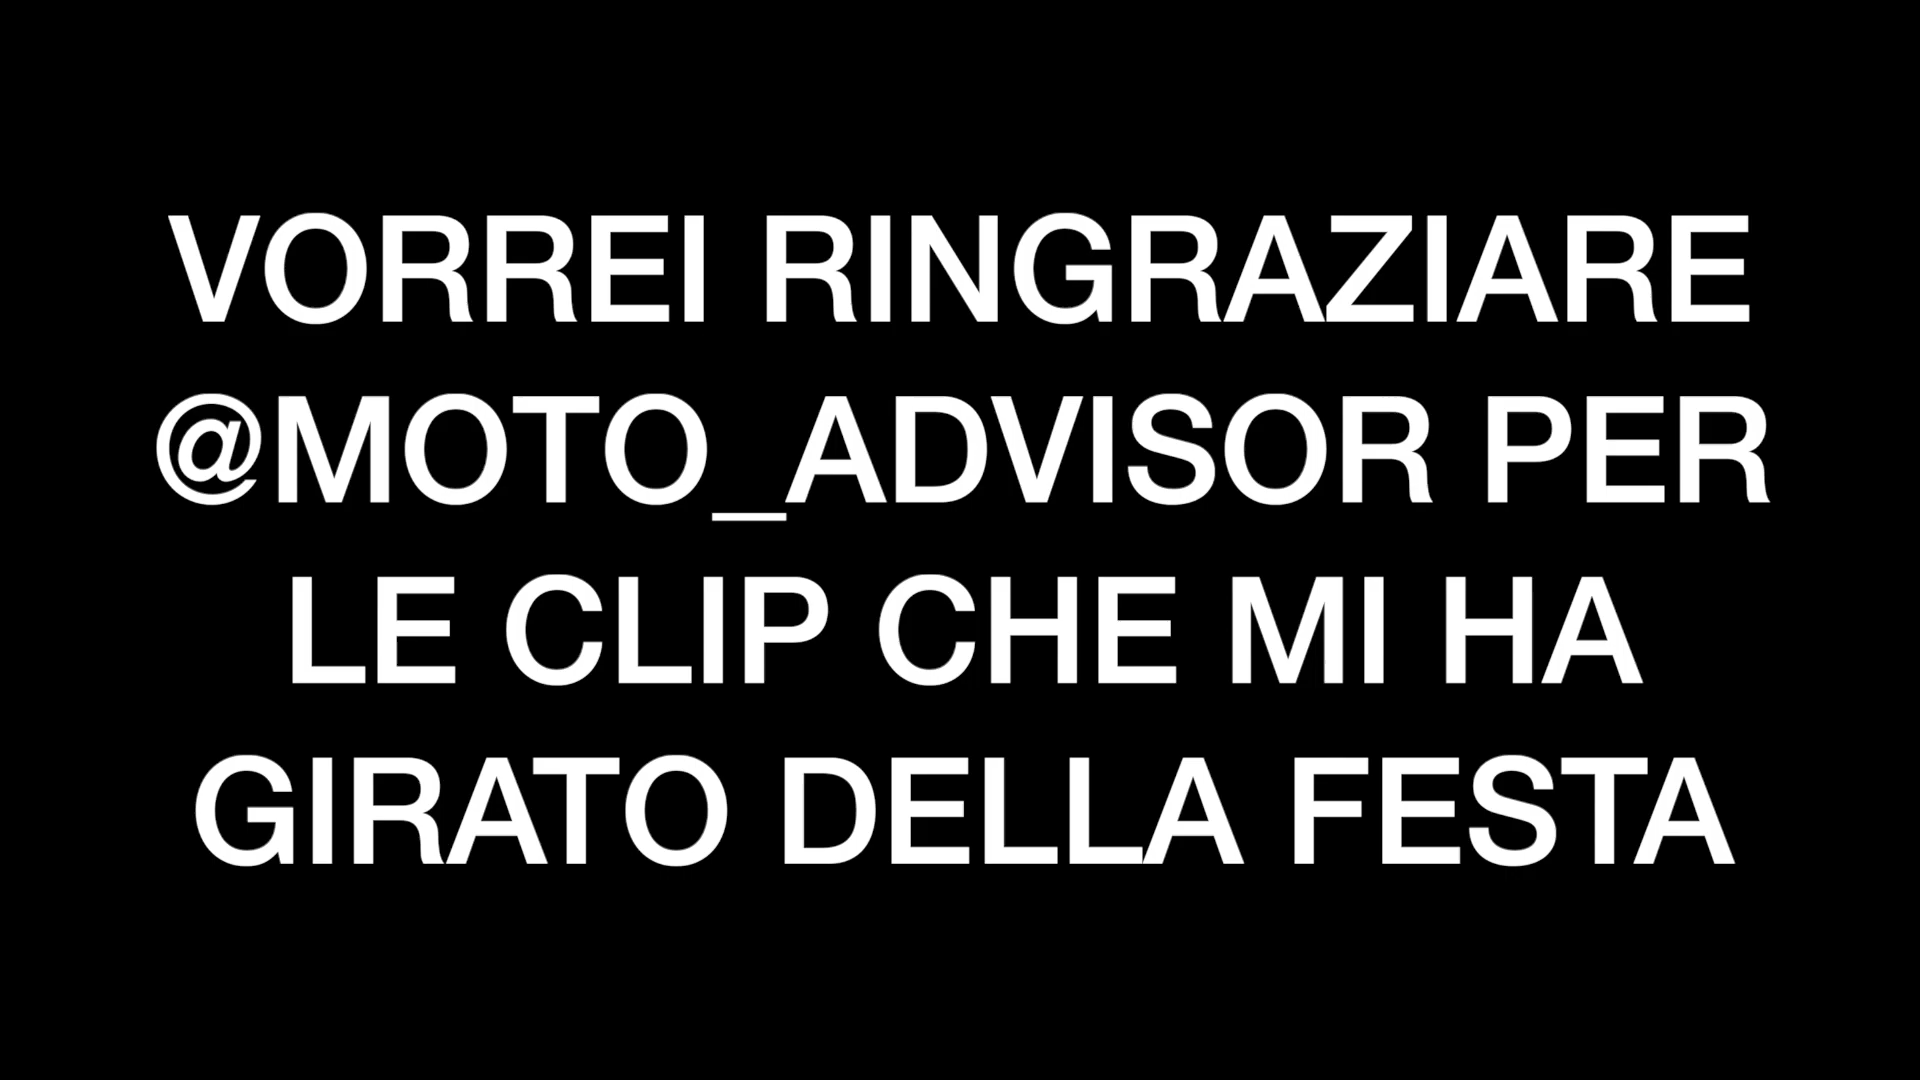 VORREI RINGRAZIARE
@MOTO_ADVISOR PER
LE CLIP CHE MI HA
GIRATO DELLA FESTA